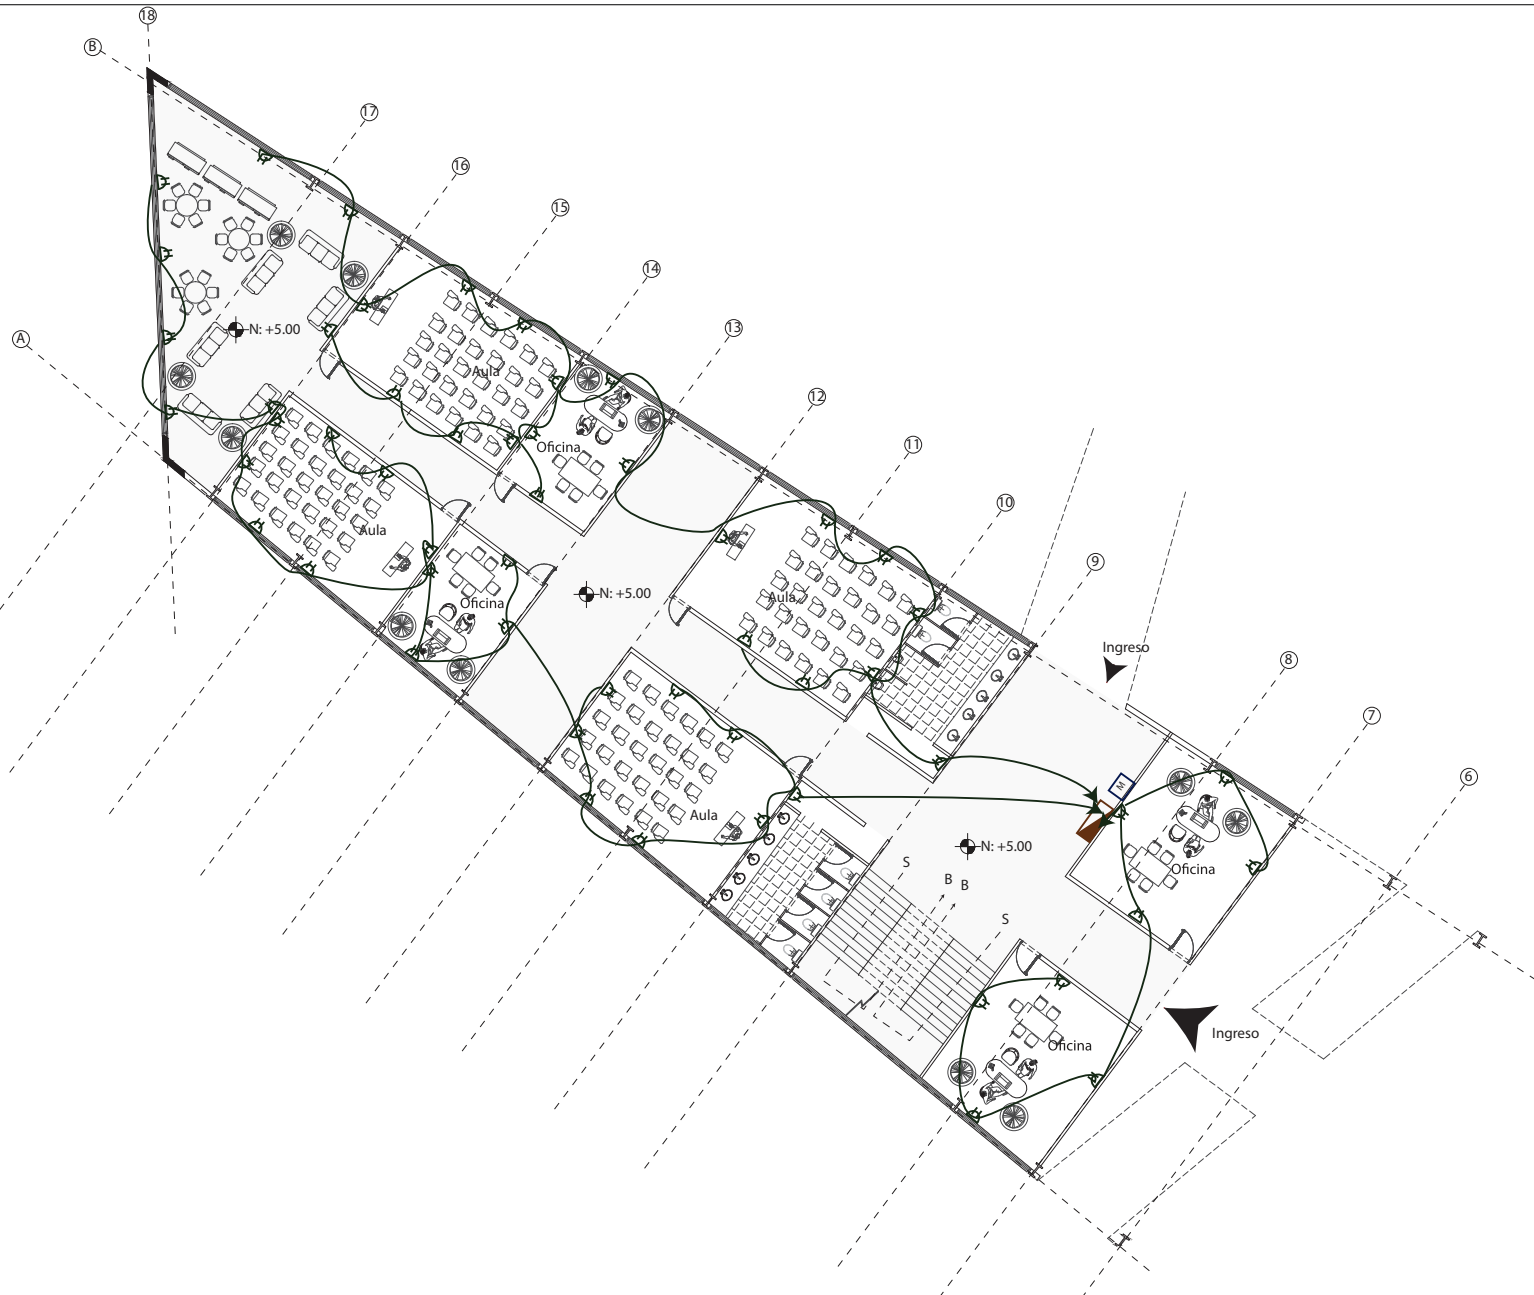 18
B
17
16
15
14
13
A
12
11
10
9
8
7
6
N: +5.00
Aula
Oficina
Aula
Oficina
N: +5.00
Aula
Ingreso
M
Aula
N: +5.00
S
B B
S
Oficina
Ingreso
Oficina